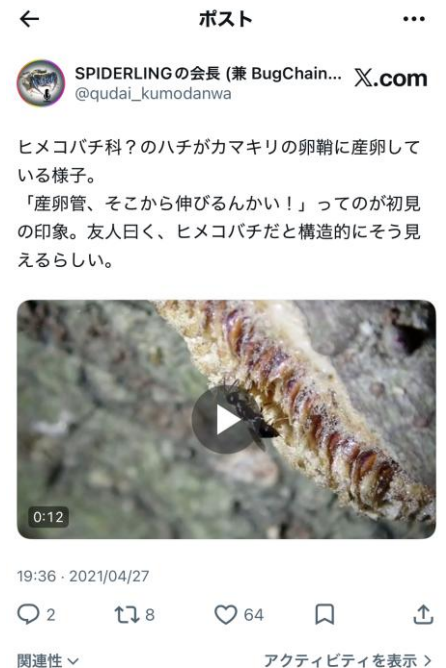 ポスト
SPIDERLINGの会長 (兼 BugChain...
X.com
@qudai_kumodanwa
ヒメコバチ科？のハチがカマキリの卵鞘に産卵して
いる様子。
「産卵管、そこから伸びるんかい！」ってのが初見
の印象。友人曰く、ヒメコバチだと構造的にそう見
えるらしい。
0:12
19:36 · 2021/04/27
2
8
64
関連性
アクティビティを表示